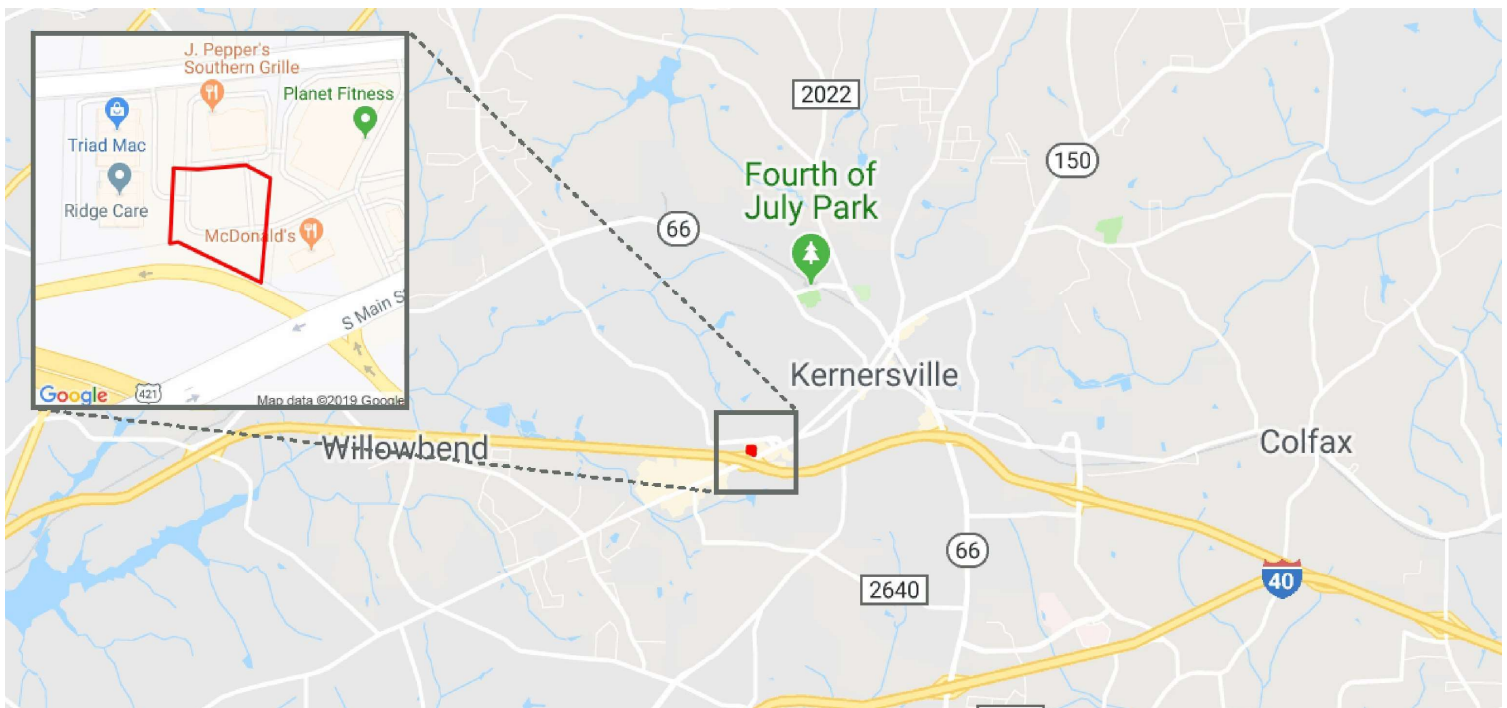 J. Pepper's
Southern Grille
Planet Fitness
Triad Mac
Ridge Care
McDonald's
S Main S
421
Google
Map data ©2019 Google
2022
150
Fourth of
July Park
66
Kernersville
Willowbend
Colfax
66
2640
40